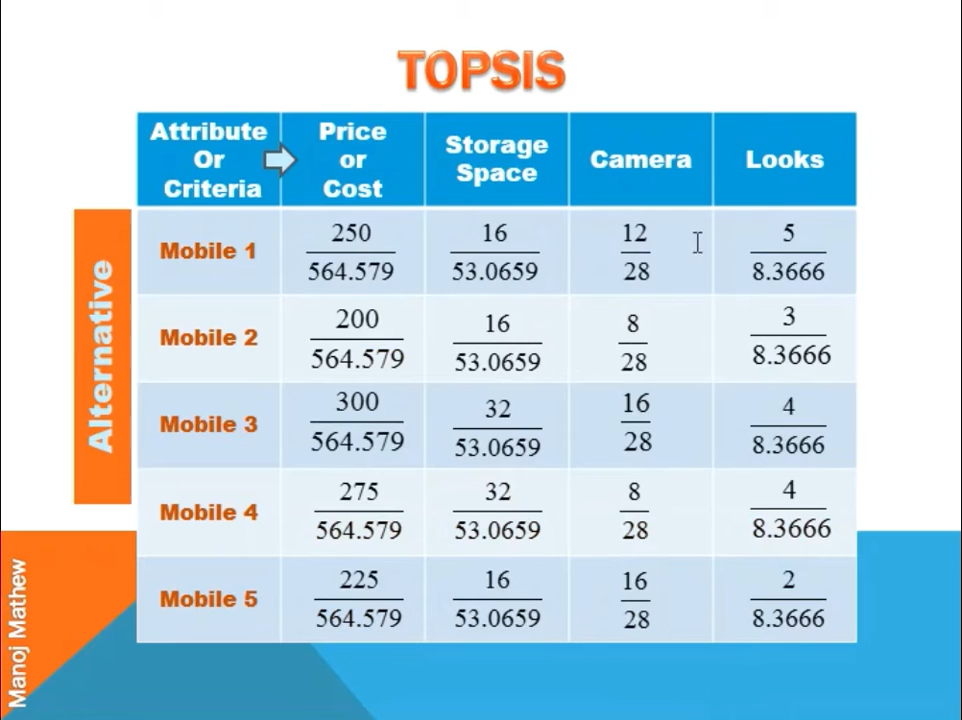 TOPSIS
Attribute
Or
Criteria
Price
or
Cost
Storage
Space
Camera
Looks
Alternative
Mobile 1
250
564.579
16
53.0659
12
28
5
8.3666
Mobile 2
200
564.579
16
53.0659
8
28
3
8.3666
Mobile 3
300
564.579
32
53.0659
16
28
4
8.3666
Mobile 4
275
564.579
32
53.0659
8
28
4
8.3666
Mobile 5
225
564.579
16
53.0659
16
28
2
8.3666
Manoj Mathew